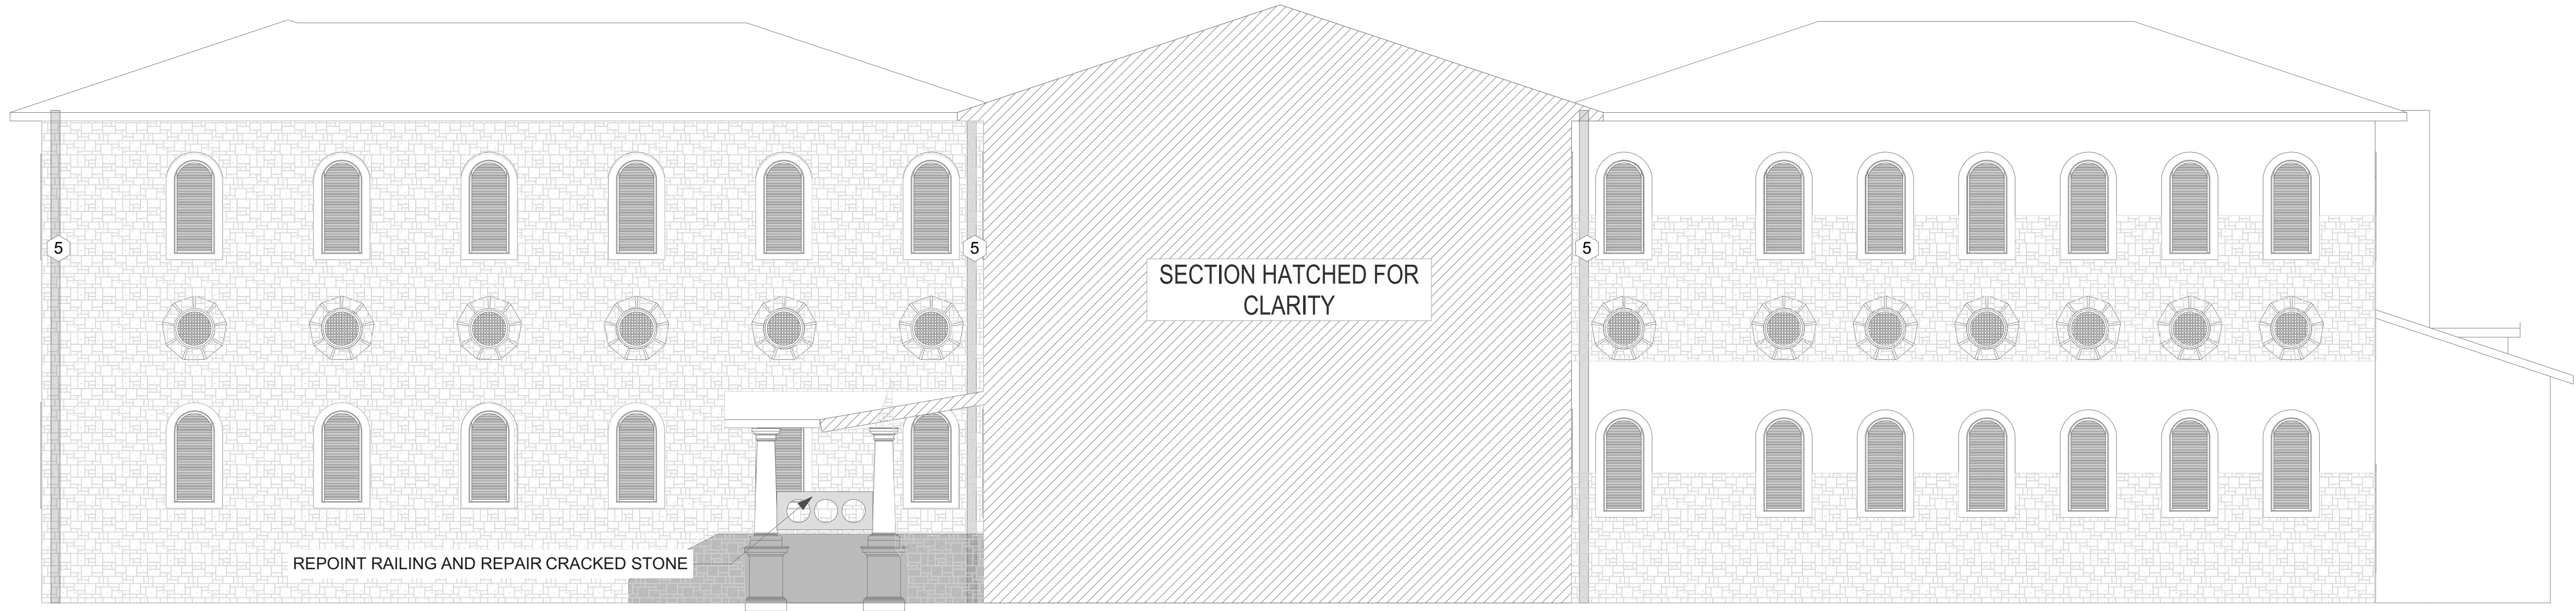 5
5
5
SECTION HATCHED FOR
CLARITY
REPOINT RAILING AND REPAIR CRACKED STONE